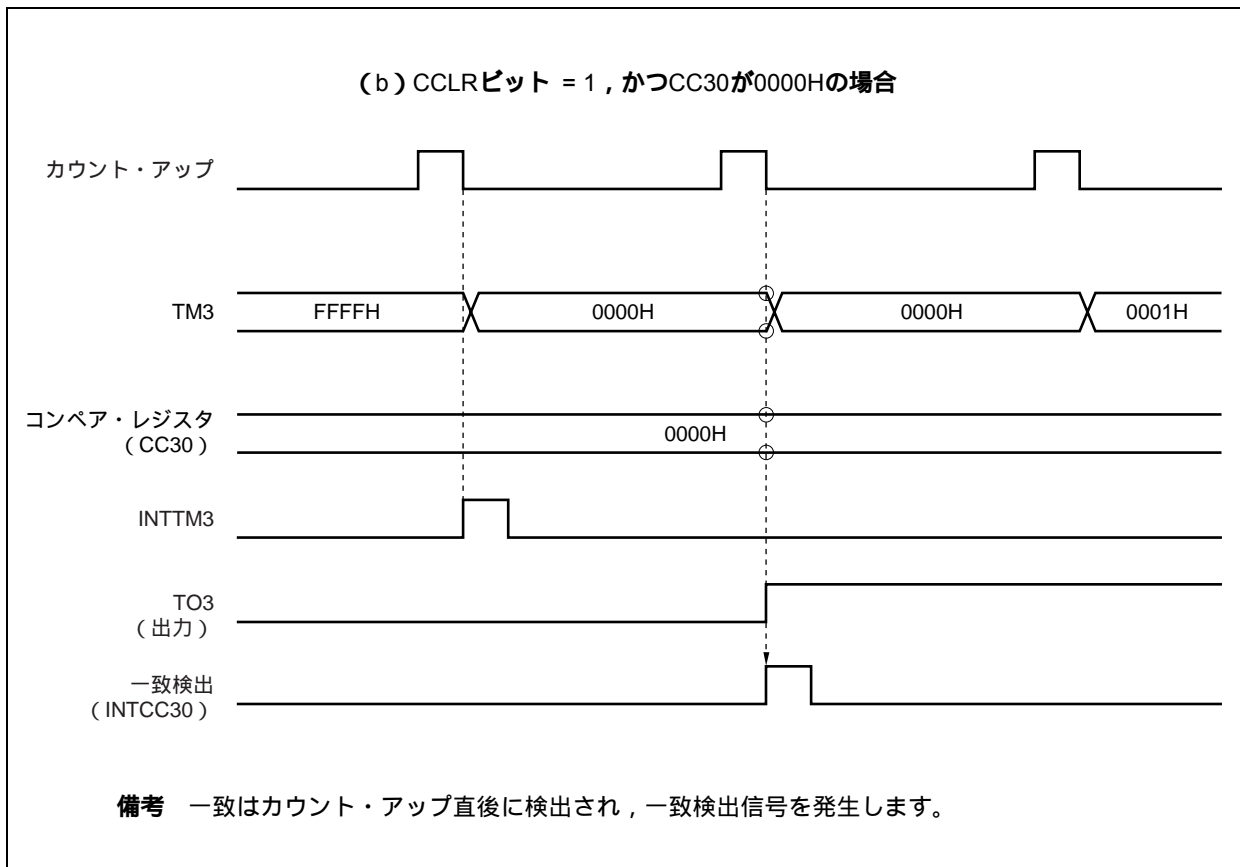 （b）CCLRビット = 1，かつCC30が0000Hの場合
カウント・アップ
TM3
FFFFH
0000H
0000H
0001H
コンペア・レジスタ
（CC30）
0000H
INTTM3
TO3
（出力）
一致検出
（INTCC30）
備考　一致はカウント・アップ直後に検出され，一致検出信号を発生します。